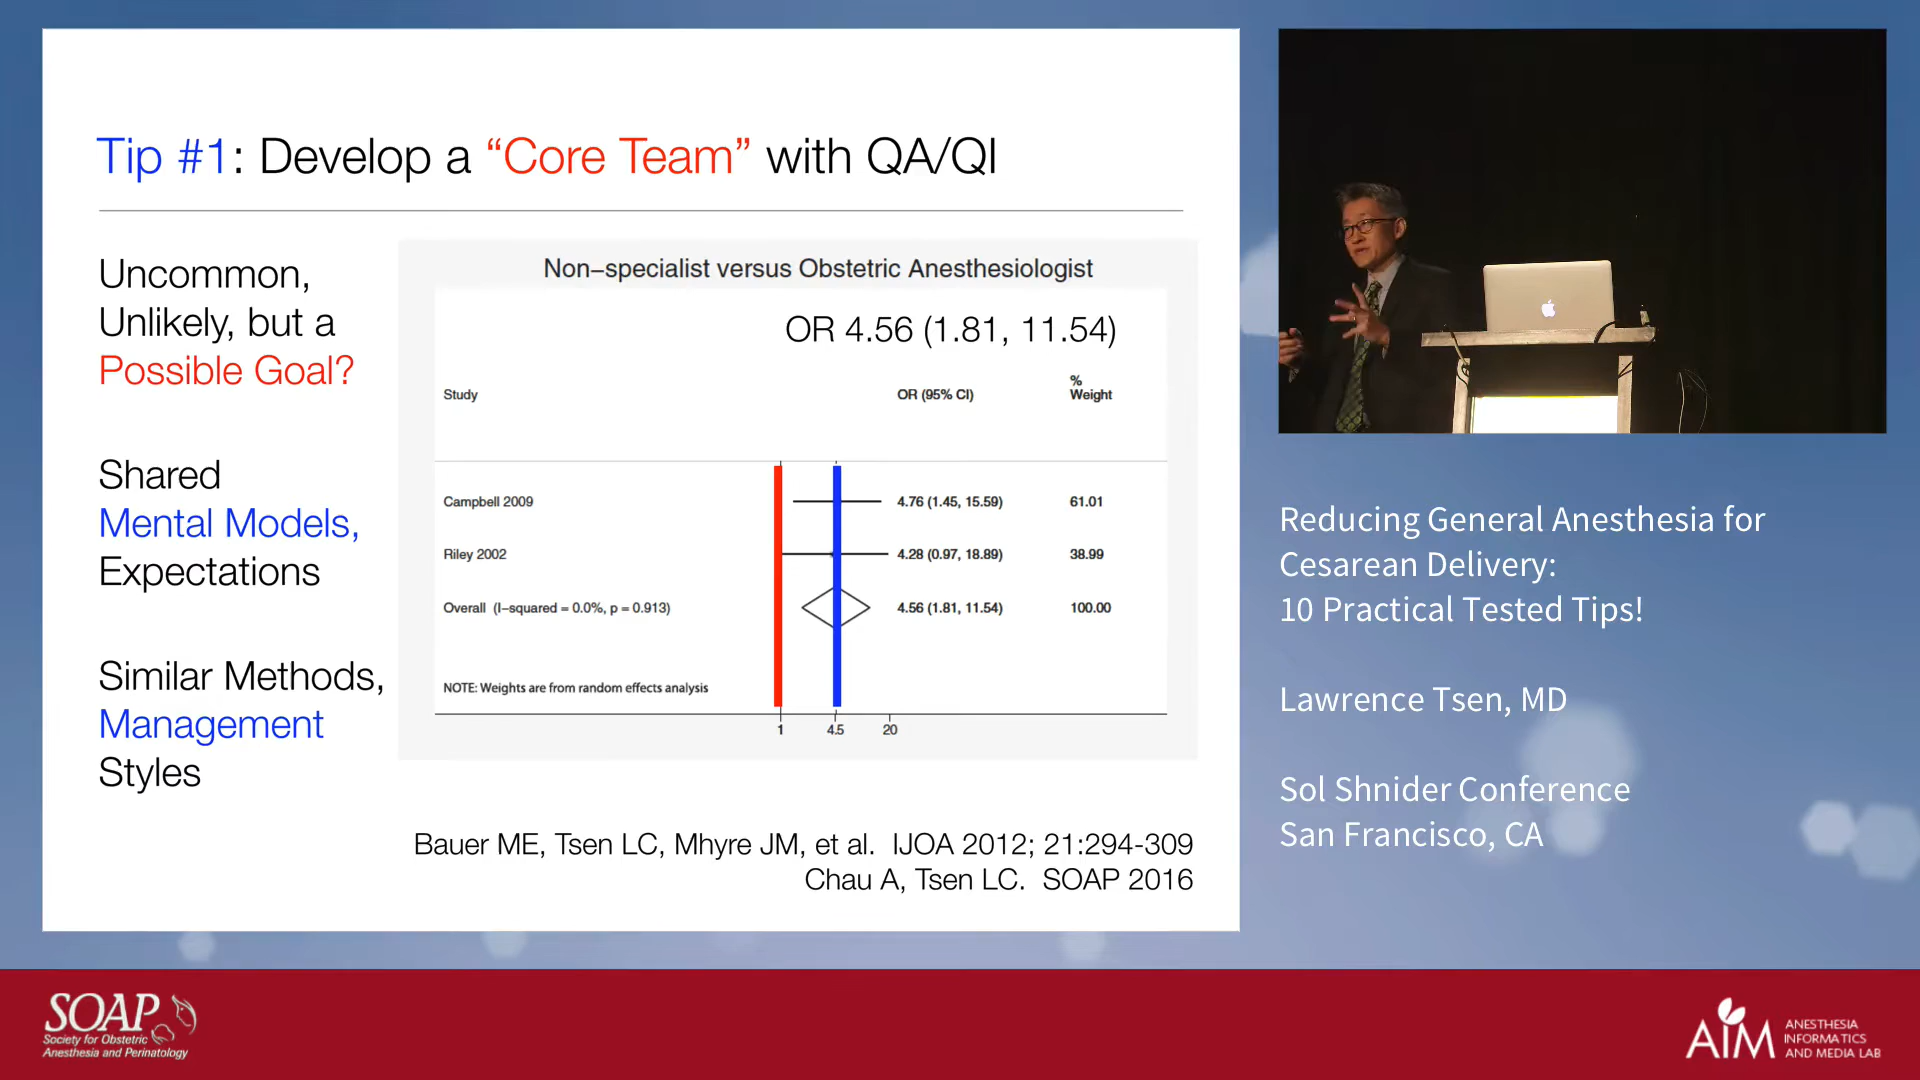 Tip #1: Develop a “Core Team” with QA/QI
Uncommon,
Unlikely, but a
Possible Goal?
Shared
Mental Models,
Expectations
Similar Methods,
Management
Styles
Non–specialist versus Obstetric Anesthesiologist
OR 4.56 (1.81, 11.54)
Study OR (95% CI) % Weight
Campbell 2009 4.76 (1.45, 15.59) 61.01
Riley 2002 4.28 (0.97, 18.89) 38.99
Overall (I–squared = 0.0%, p = 0.913) 4.56 (1.81, 11.54) 100.00
NOTE: Weights are from random effects analysis
1 4.5 20
Bauer ME, Tsen LC, Mhyre JM, et al. IJOA 2012; 21:294-309
Chau A, Tsen LC. SOAP 2016
Reducing General Anesthesia for
Cesarean Delivery:
10 Practical Tested Tips!
Lawrence Tsen, MD
Sol Shnider Conference
San Francisco, CA
SOAP
Society for Obstetric
Anesthesia and Perinatology
AIM
ANESTHESIA
INFORMATICS
AND MEDIA LAB